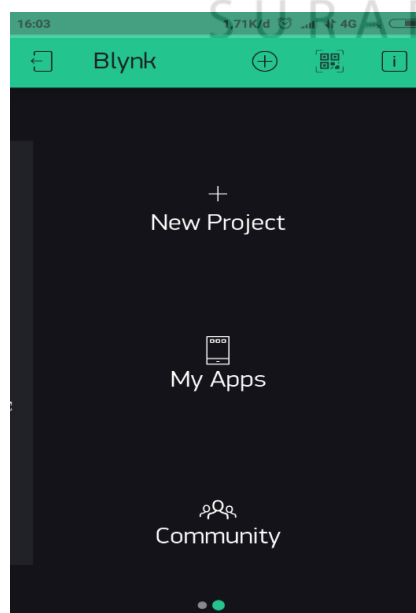 SURA
16:03
1,71K/d
4G
Blynk
New Project
My Apps
Community